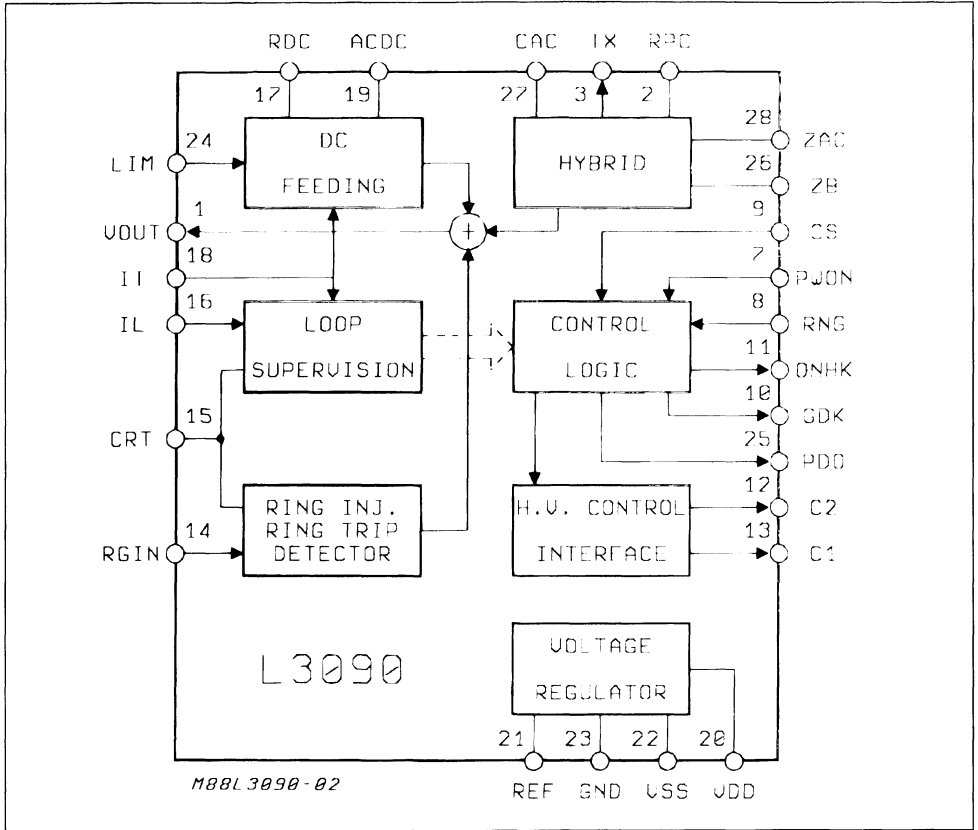 RDC ACDC CAC TX RPC
17 19 27 3 2
28
24 DC HYBRID ZAC
LIM FEEDING 26
ZB
1 9
VOUT + CS
18 7
II PWON
16 LOOP CONTROL 8
IL RNG
SUPERVISION LOGIC 11
ONHK
10
15 GDK
CRT 25
PDO
RING INJ. H.V. CONTROL 12
RING TRIP C2
14 DETECTOR INTERFACE 13
RGIN C1
VOLTAGE
L3090 REGULATOR
21 23 22 20
M88L3090-02 REF GND VSS VDD